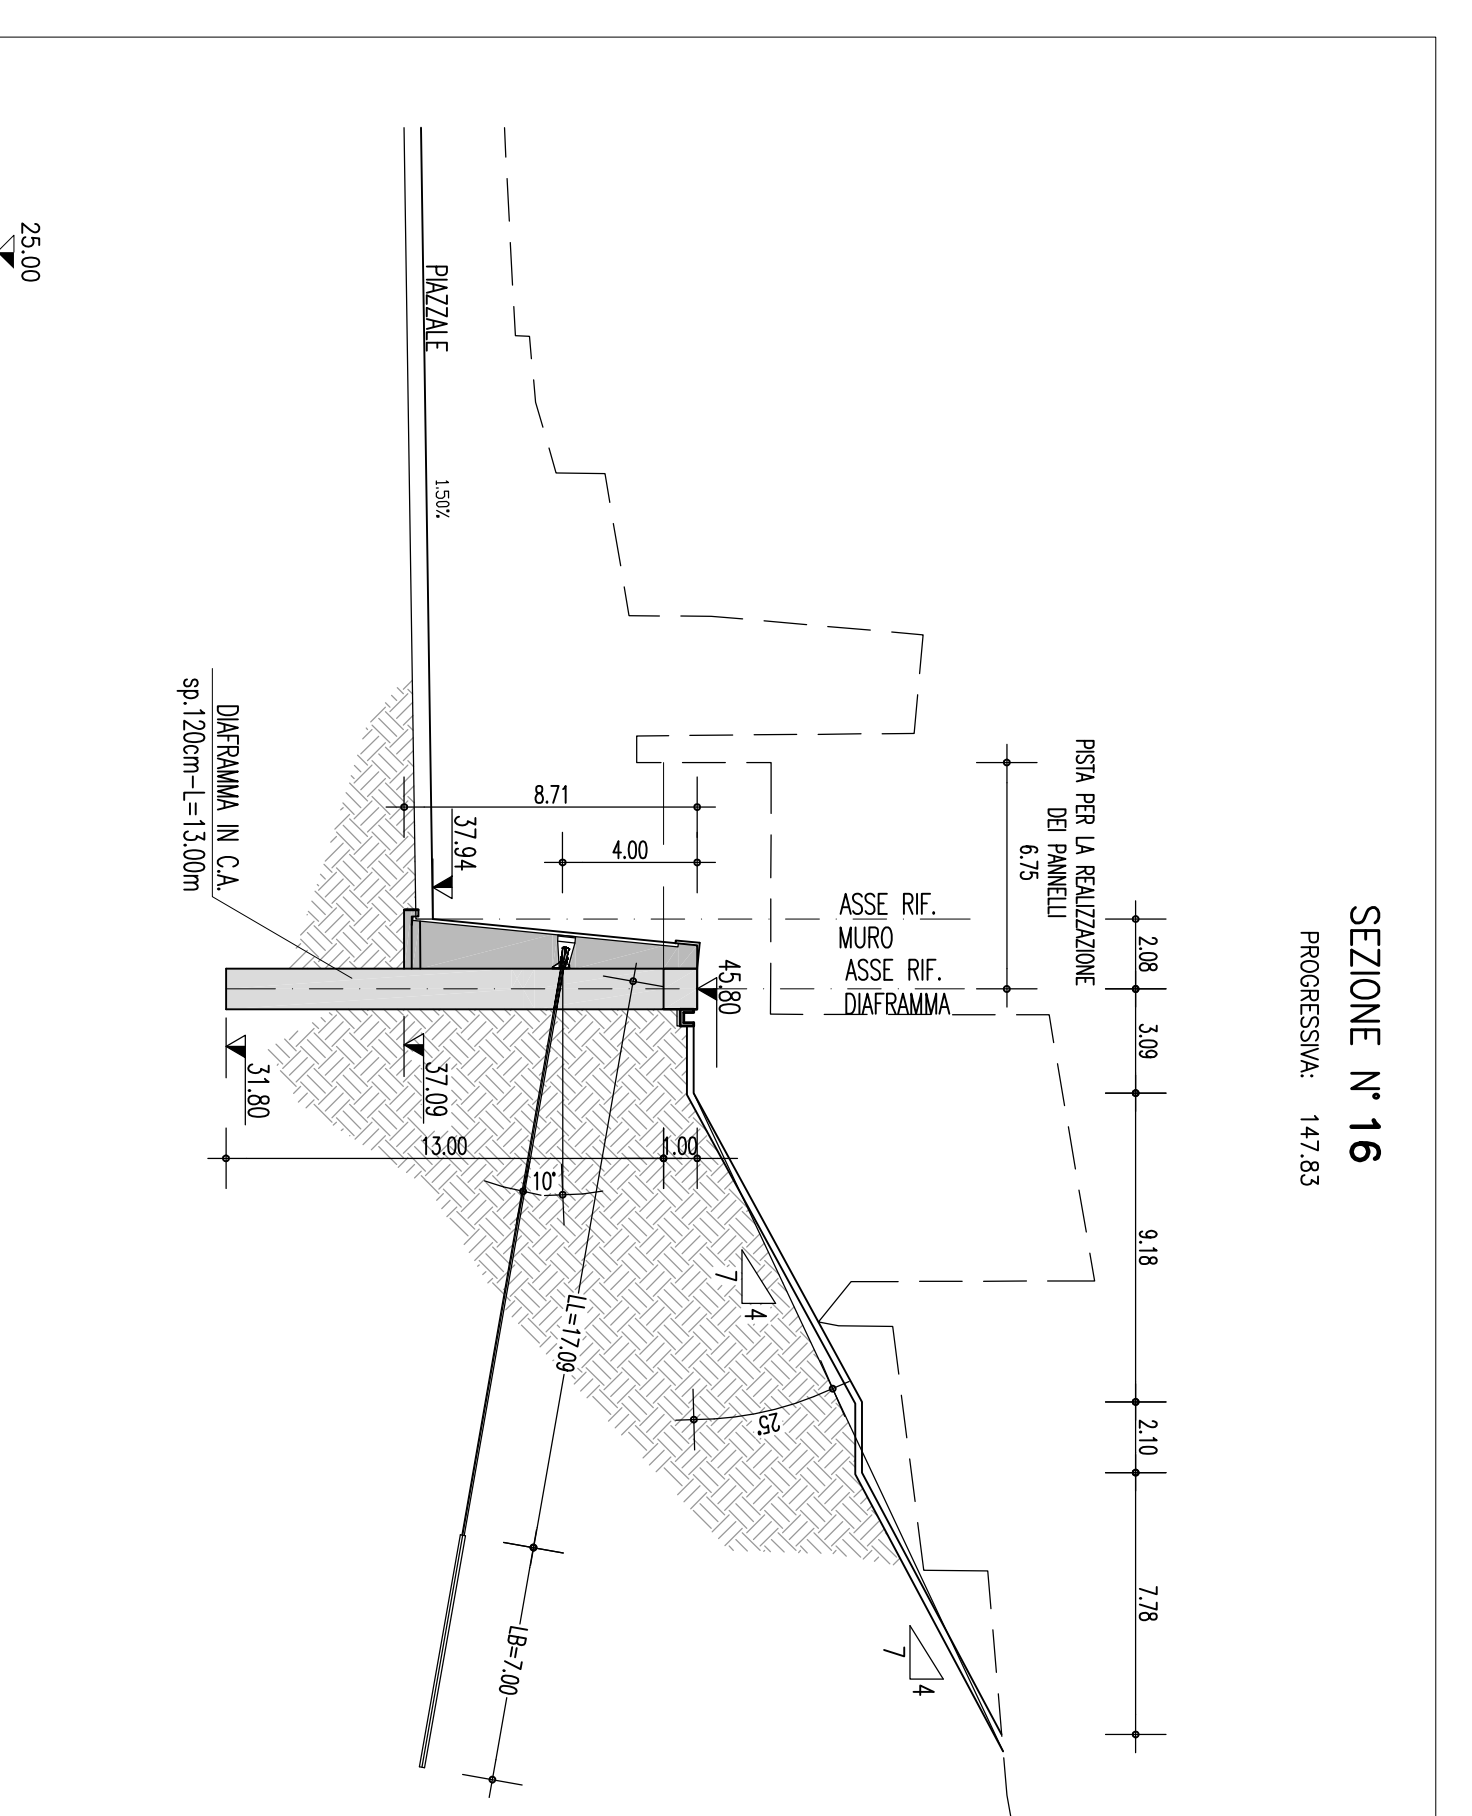 SEZIONE N° 16
PROGRESSIVA: 147.83
2.08
3.09
9.18
2.10
7.78
PISTA PER LA REALIZZAZIONE
DEI PANNELLI
6.75
ASSE RIF.
MURO
ASSE RIF.
DIAFRAMMA
45.80
8.71
4.00
37.94
PIAZZALE
1.50%
7
4
7
4
25°
1.00
13.00
10°
LL=17.09
LB=7.00
37.09
31.80
DIAFRAMMA IN C.A.
sp.120cm-L=13.00m
25.00